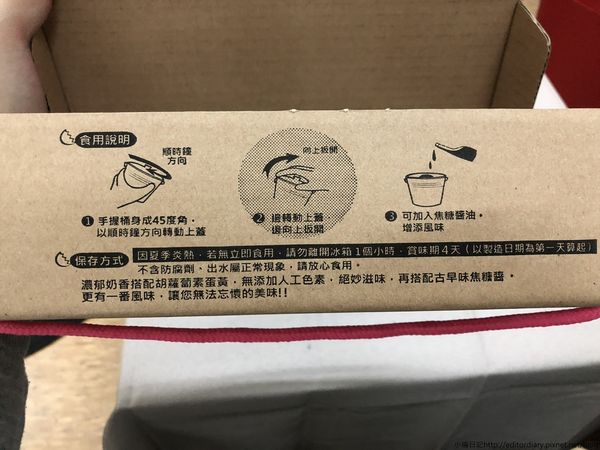 食用說明
順時鐘
方向
向上扳開
1 手握桶身成45度角，
以順時鐘方向轉動上蓋
2 邊轉動上蓋
邊向上扳開
3 可加入焦糖醬油，
增添風味
保存方式
因夏季炎熱，若無立即食用，請勿離開冰箱1個小時，賞味期4天（以製造日期為第一天算起）
不含防腐劑、出水屬正常現象，請放心食用。
濃郁奶香搭配胡蘿蔔素蛋黃，無添加人工色素，絕妙滋味，再搭配古早味焦糖醬。
更有一番風味，讓您無法忘懷的美味!!